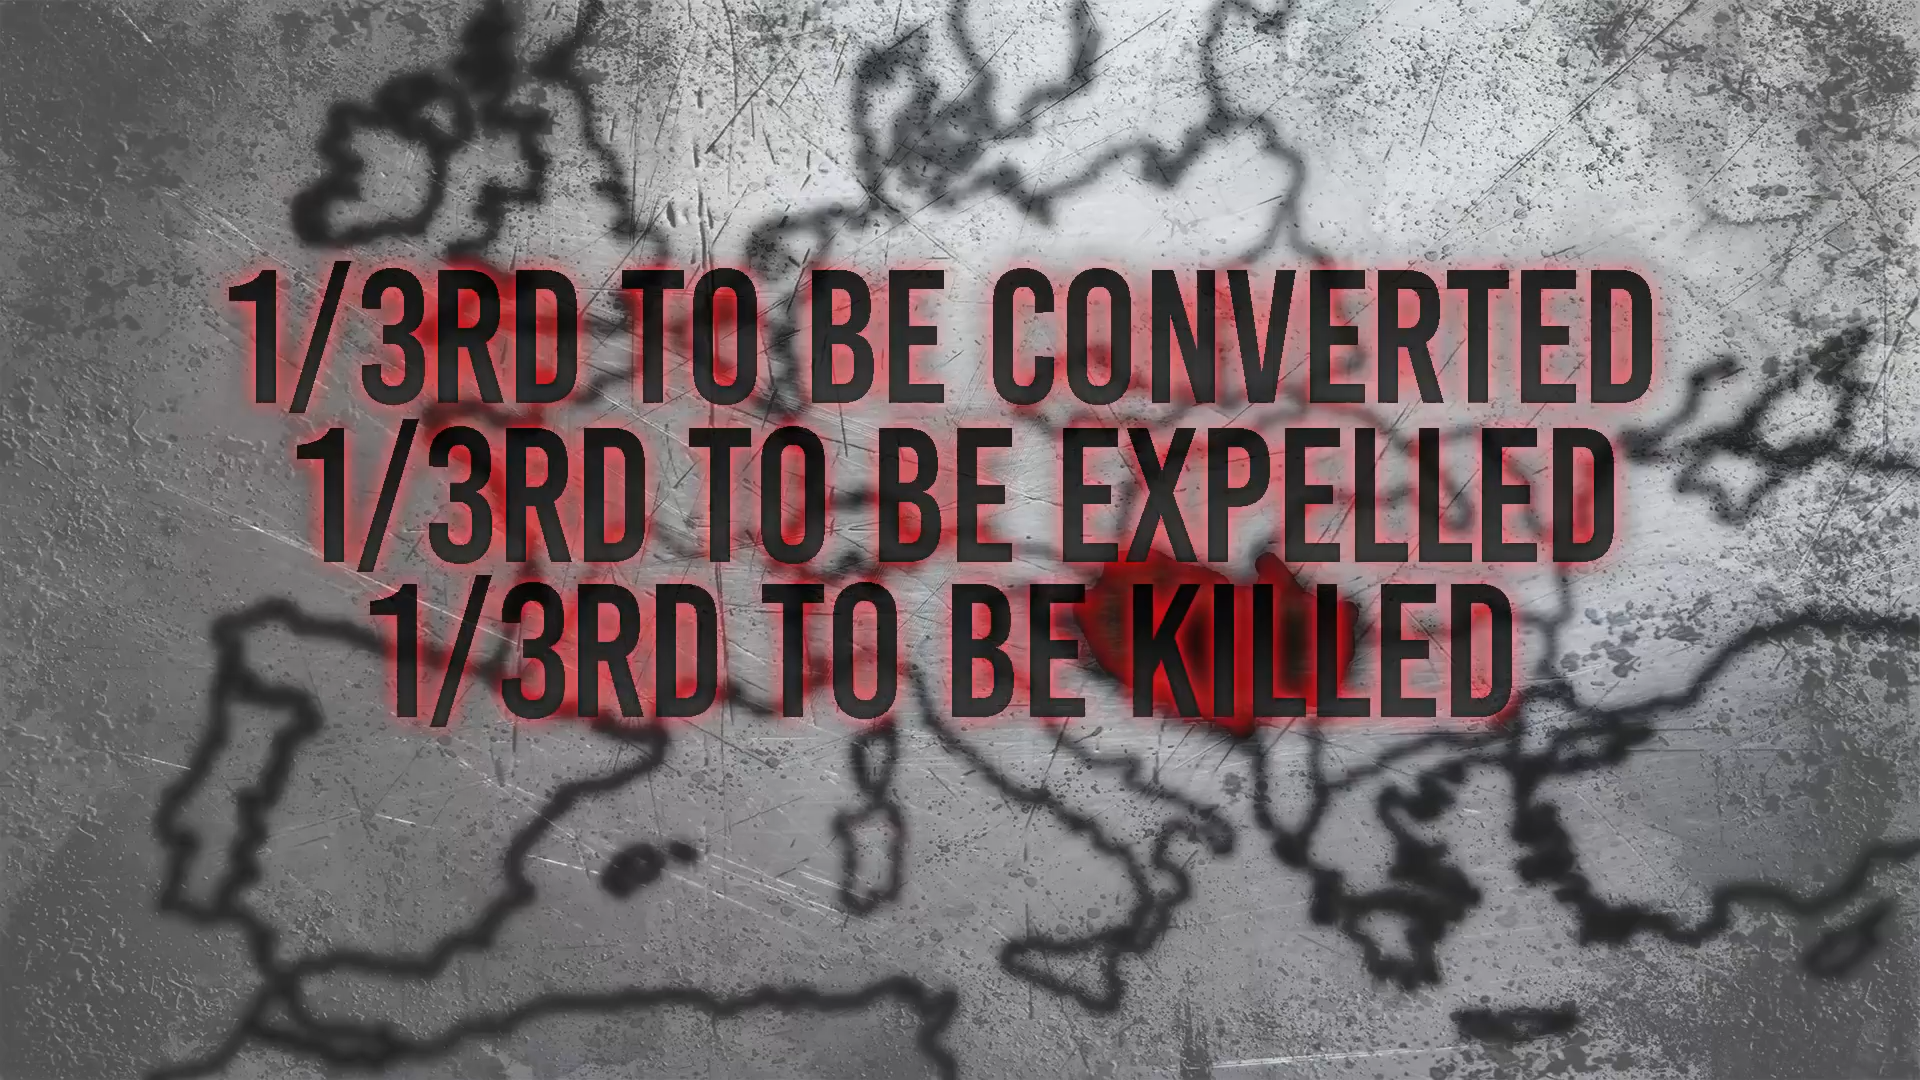 1/3RD TO BE CONVERTED
1/3RD TO BE EXPELLED
1/3RD TO BE KILLED